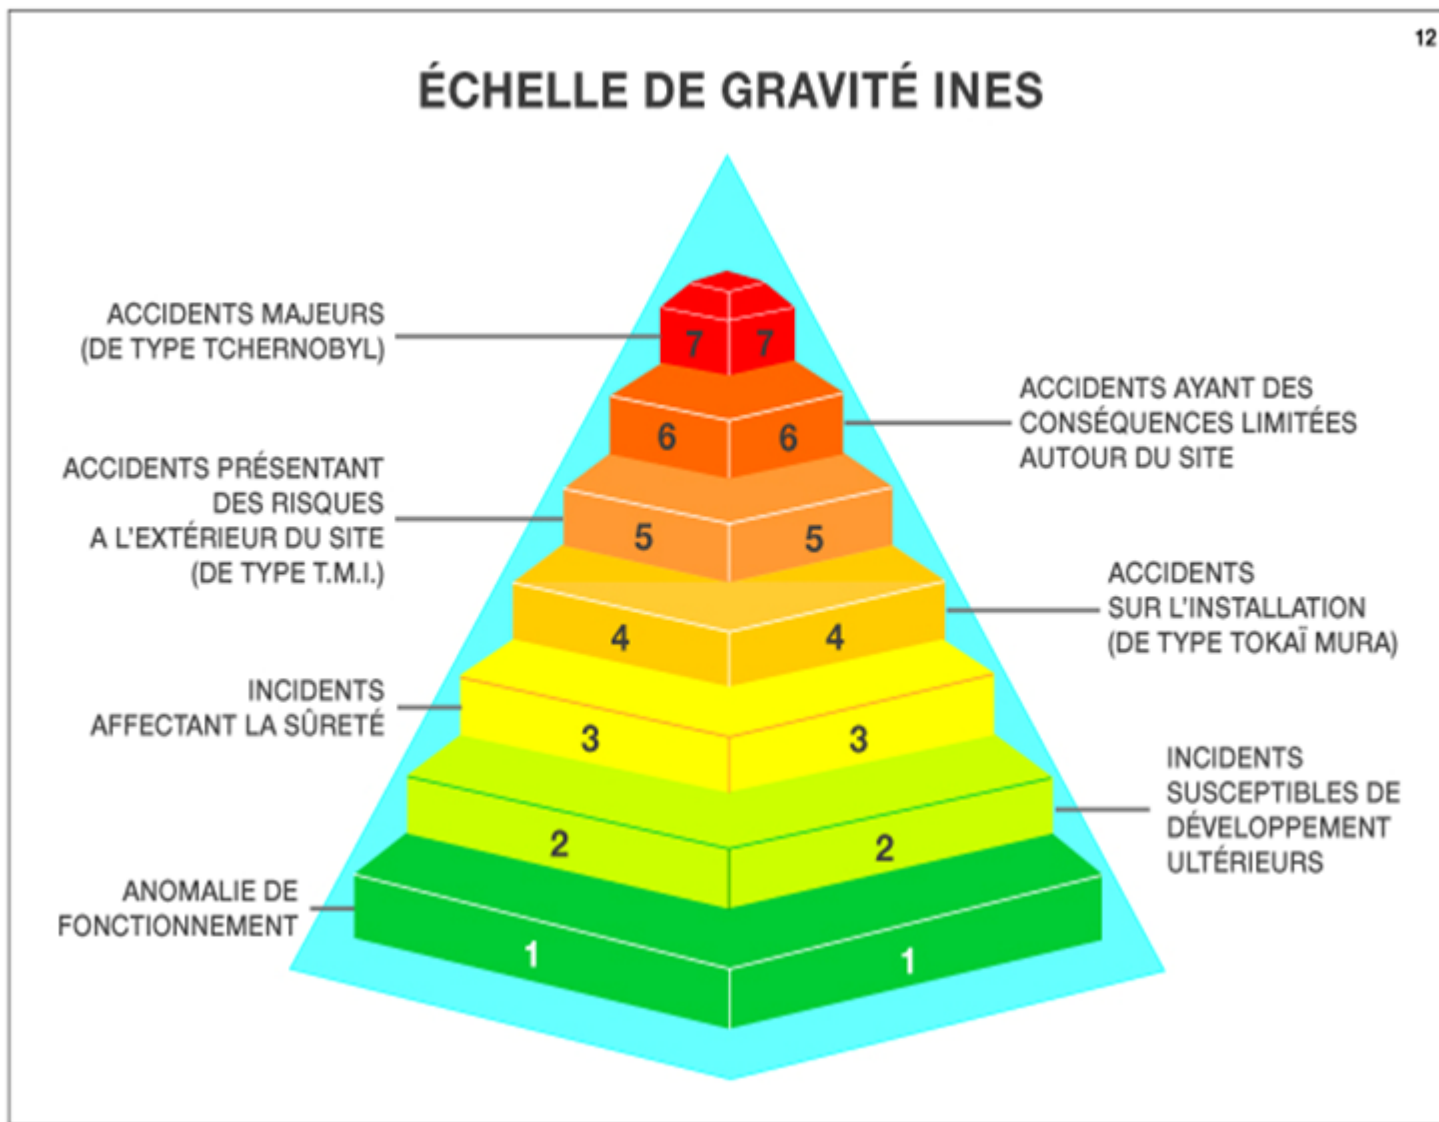 12
ÉCHELLE DE GRAVITÉ INES
ACCIDENTS MAJEURS
(DE TYPE TCHERNOBYL)
7 7
ACCIDENTS AYANT DES
CONSÉQUENCES LIMITÉES
AUTOUR DU SITE
6 6
ACCIDENTS PRÉSENTANT
DES RISQUES
A L'EXTÉRIEUR DU SITE
(DE TYPE T.M.I.)
5 5
ACCIDENTS
SUR L'INSTALLATION
(DE TYPE TOKAÏ MURA)
4 4
INCIDENTS
AFFECTANT LA SÛRETÉ
3 3
INCIDENTS
SUSCEPTIBLES DE
DÉVELOPPEMENT
ULTÉRIEURS
2 2
ANOMALIE DE
FONCTIONNEMENT
1 1